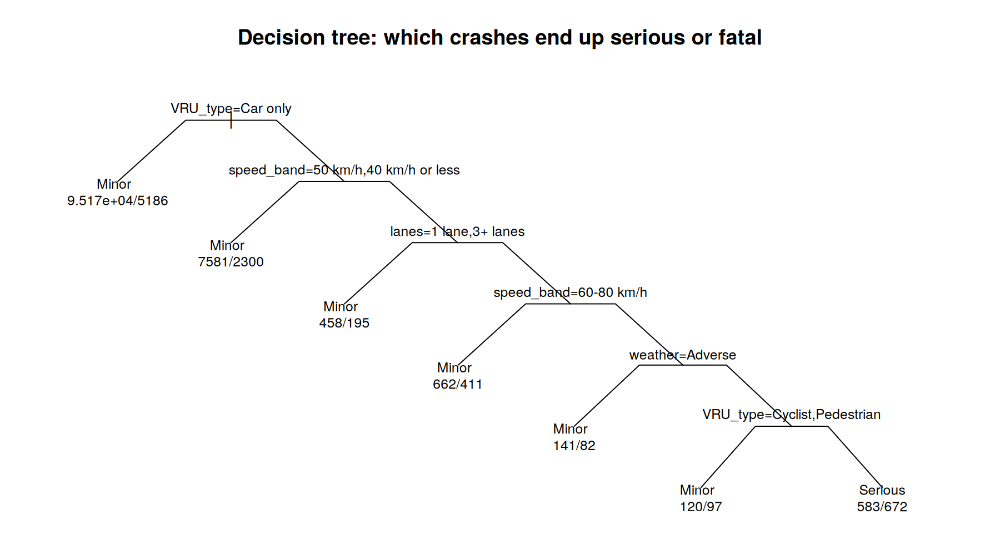 Decision tree: which crashes end up serious or fatal
VRU_type=Car only
speed_band=50 km/h,40 km/h or less
Minor
9.517e+04/5186
lanes=1 lane,3+ lanes
Minor
7581/2300
speed_band=60-80 km/h
Minor
458/195
weather=Adverse
Minor
662/411
VRU_type=Cyclist,Pedestrian
Minor
141/82
Minor
120/97
Serious
583/672